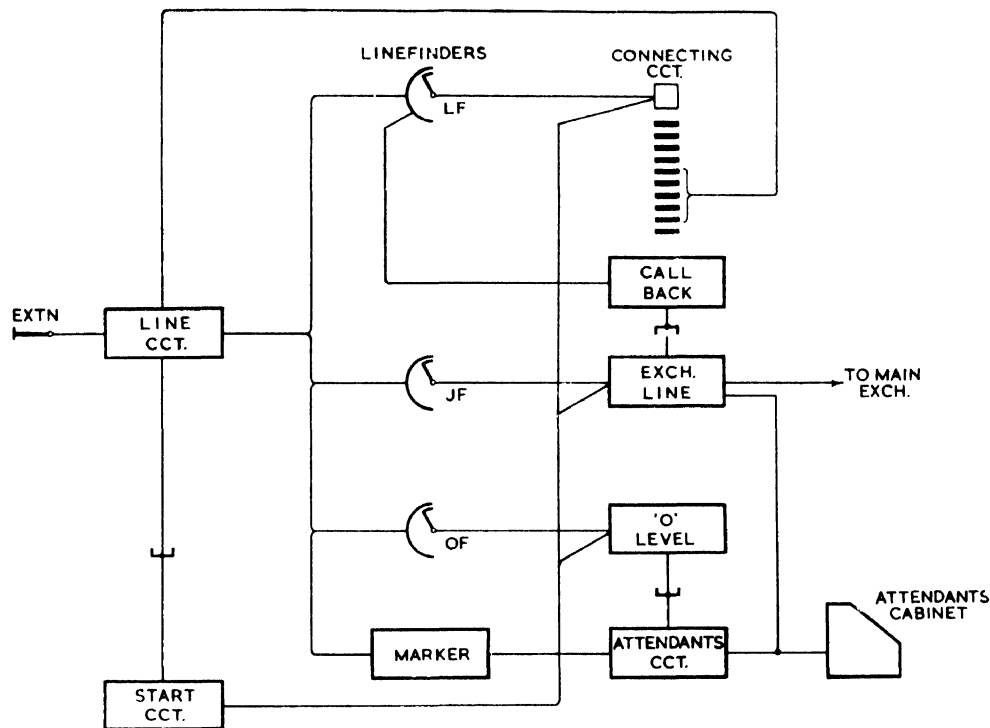 LINEFINDERS
CONNECTING
CCT.
LF
CALL
BACK
EXTN
LINE
CCT.
JF
EXCH.
LINE
TO MAIN
EXCH.
OF
'O'
LEVEL
ATTENDANTS
CABINET
MARKER
ATTENDANTS
CCT.
START
CCT.